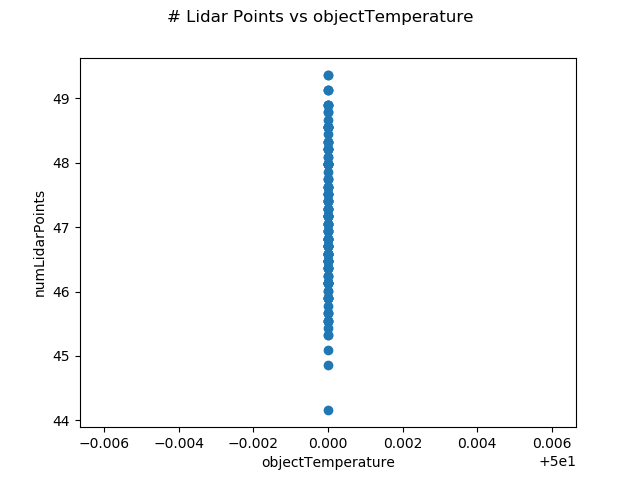 # Lidar Points vs objectTemperature
49
48
47
46
45
44
numLidarPoints
−0.006 −0.004 −0.002 0.000 0.002 0.004 0.006
objectTemperature
+5e1